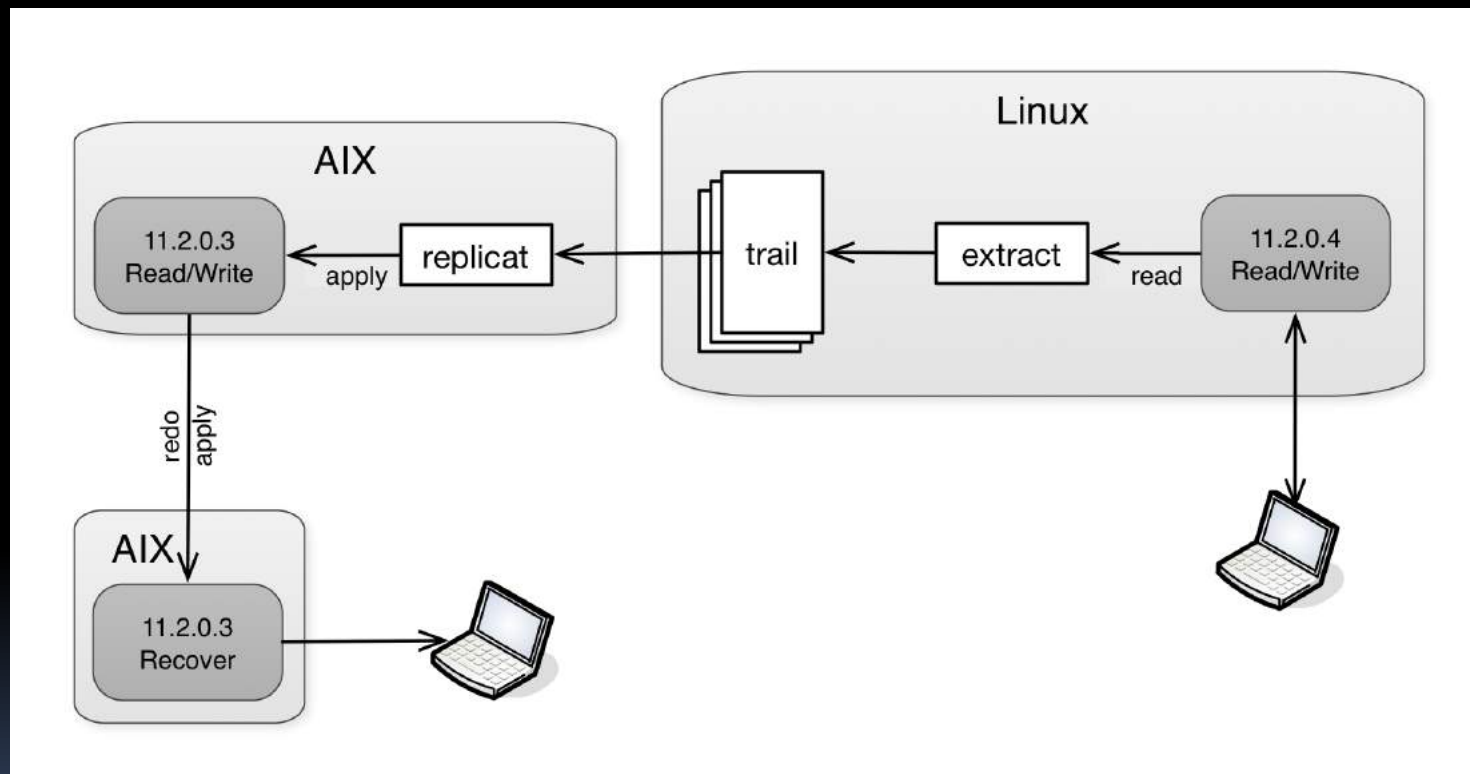 Linux
AIX
11.2.0.3
Read/Write
apply
replicat
trail
extract
read
11.2.0.4
Read/Write
redo
apply
AIX
11.2.0.3
Recover